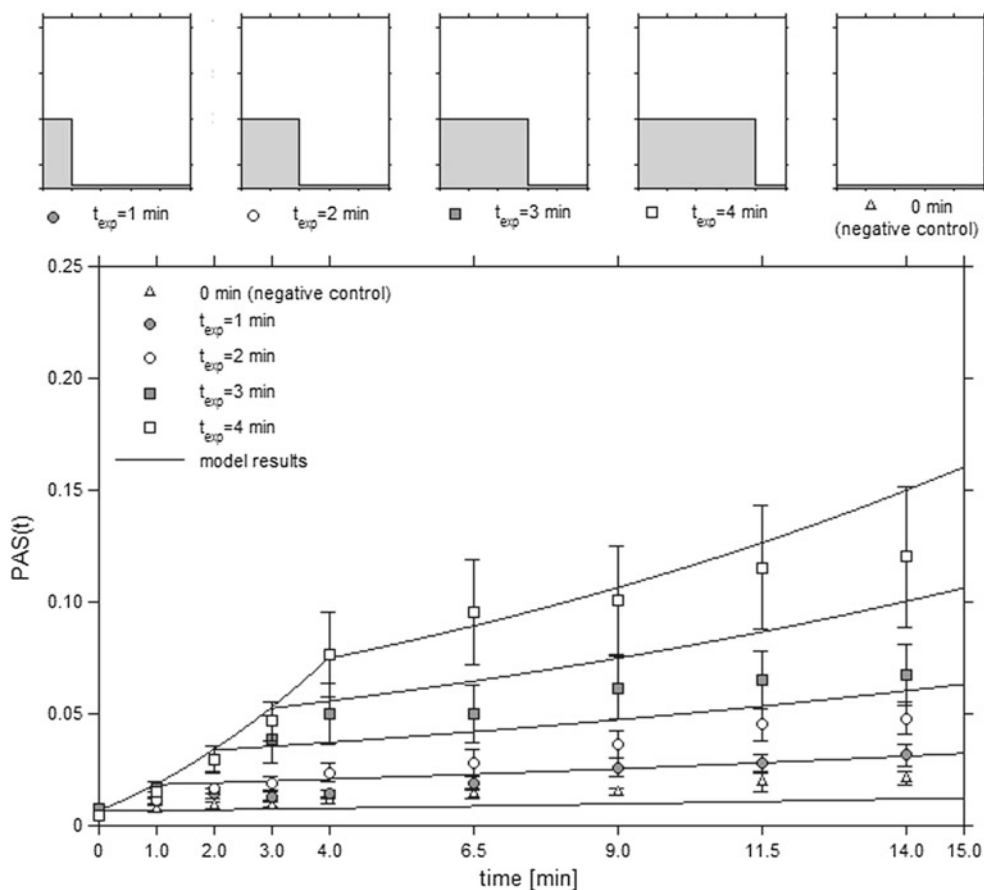 t_exp=1 min
t_exp=2 min
t_exp=3 min
t_exp=4 min
0 min
(negative control)
0.25
0.20
0.15
0.10
0.05
0
PAS(t)
0 min (negative control)
t_exp=1 min
t_exp=2 min
t_exp=3 min
t_exp=4 min
model results
0 1.0 2.0 3.0 4.0 6.5 9.0 11.5 14.0 15.0
time [min]